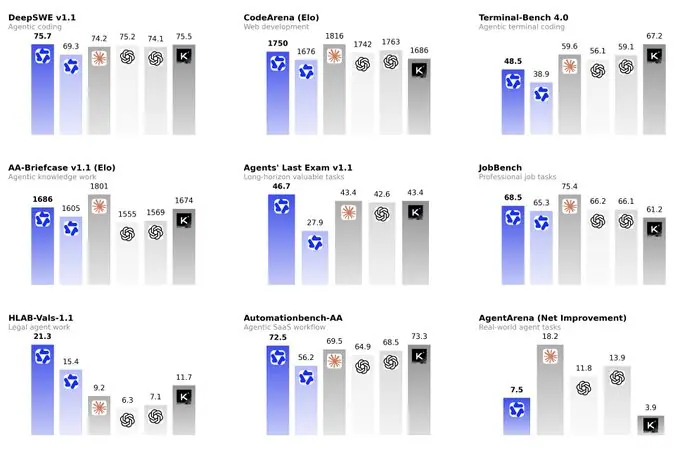 DeepSWE v1.1
Agentic coding
75.7
69.3
74.2
75.2
74.1
75.5
CodeArena (Elo)
Web development
1750
1676
1816
1742
1763
1686
Terminal-Bench 4.0
Agentic terminal coding
48.5
38.9
59.6
56.1
59.1
67.2
AA-Briefcase v1.1 (Elo)
Agentic knowledge work
1686
1605
1801
1555
1569
1674
Agents' Last Exam v1.1
Long-horizon valuable tasks
46.7
27.9
43.4
42.6
43.4
JobBench
Professional job tasks
68.5
65.3
75.4
66.2
66.1
61.2
HLAB-Vals-1.1
Legal agent work
21.3
15.4
9.2
6.3
7.1
11.7
Automationbench-AA
Agentic SaaS workflow
72.5
56.2
69.5
64.9
68.5
73.3
AgentArena (Net Improvement)
Real-world agent tasks
7.5
18.2
11.8
13.9
3.9